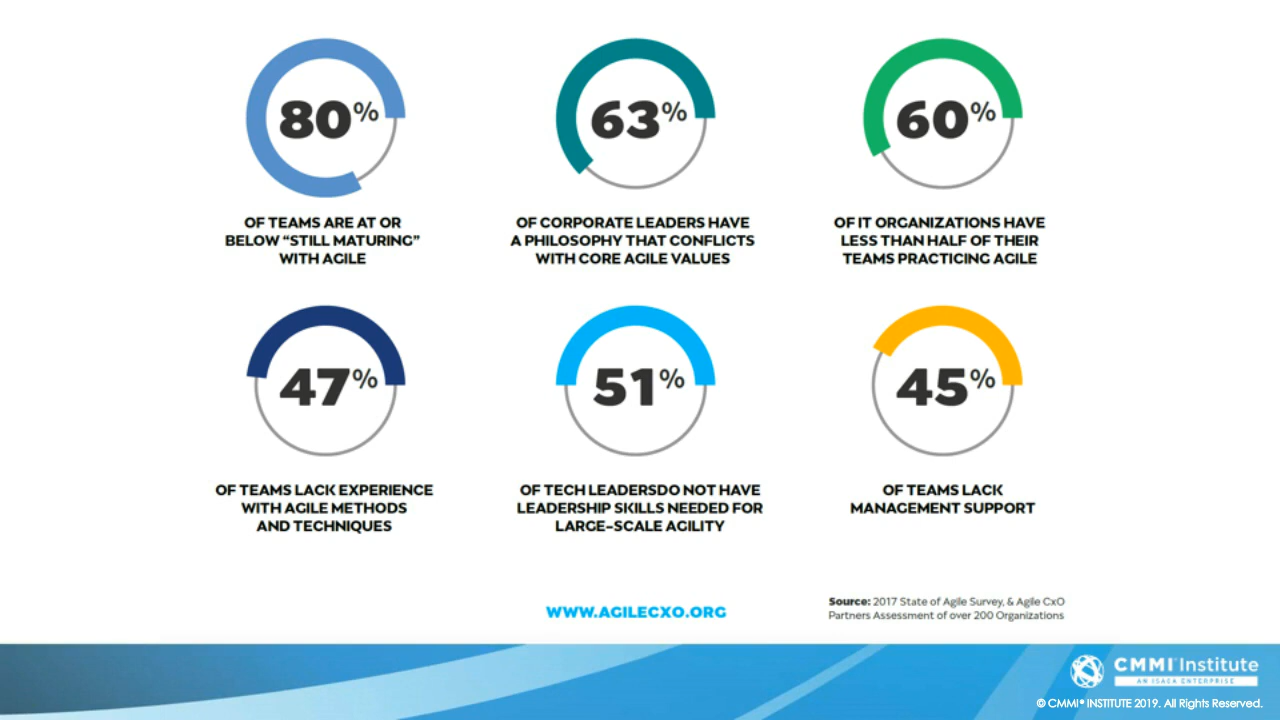 80%
OF TEAMS ARE AT OR
BELOW “STILL MATURING”
WITH AGILE
63%
OF CORPORATE LEADERS HAVE
A PHILOSOPHY THAT CONFLICTS
WITH CORE AGILE VALUES
60%
OF IT ORGANIZATIONS HAVE
LESS THAN HALF OF THEIR
TEAMS PRACTICING AGILE
47%
OF TEAMS LACK EXPERIENCE
WITH AGILE METHODS
AND TECHNIQUES
51%
OF TECH LEADERSDO NOT HAVE
LEADERSHIP SKILLS NEEDED FOR
LARGE-SCALE AGILITY
45%
OF TEAMS LACK
MANAGEMENT SUPPORT
WWW.AGILECXO.ORG
Source: 2017 State of Agile Survey, & Agile CxO
Partners Assessment of over 200 Organizations
CMMI® Institute
AN ISACA ENTERPRISE
© CMMI® INSTITUTE 2019. All Rights Reserved.